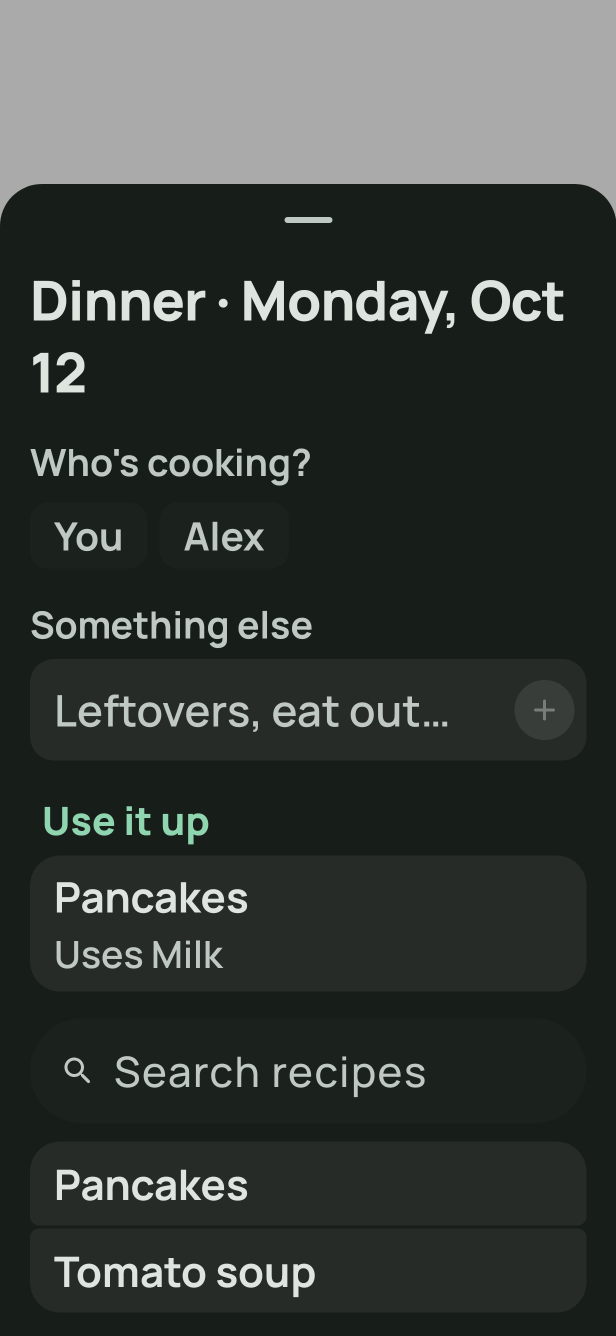 Dinner · Monday, Oct
12
Who's cooking?
You Alex
Something else
Leftovers, eat out…
Use it up
Pancakes
Uses Milk
Search recipes
Pancakes
Tomato soup